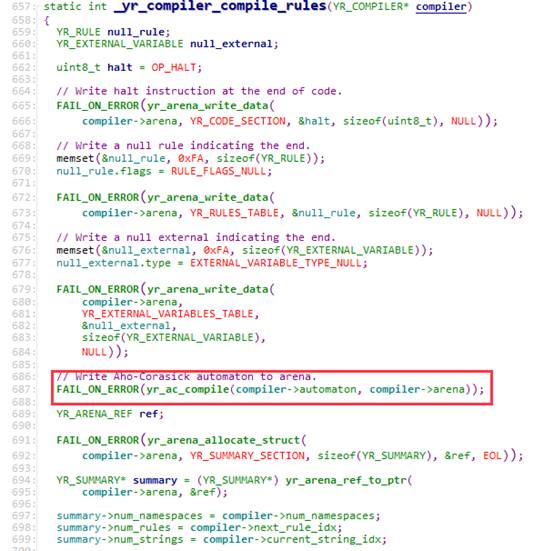 657: static int _yr_compiler_compile_rules(YR_COMPILER* compiler)
658: {
659: YR_RULE null_rule;
660: YR_EXTERNAL_VARIABLE null_external;
661:
662: uint8_t halt = OP_HALT;
663:
664: // Write halt instruction at the end of code.
665: FAIL_ON_ERROR(yr_arena_write_data(
666: compiler->arena, YR_CODE_SECTION, &halt, sizeof(uint8_t), NULL));
667:
668: // Write a null rule indicating the end.
669: memset(&null_rule, 0xFA, sizeof(YR_RULE));
670: null_rule.flags = RULE_FLAGS_NULL;
671:
672: FAIL_ON_ERROR(yr_arena_write_data(
673: compiler->arena, YR_RULES_TABLE, &null_rule, sizeof(YR_RULE), NULL));
674:
675: // Write a null external indicating the end.
676: memset(&null_external, 0xFA, sizeof(YR_EXTERNAL_VARIABLE));
677: null_external.type = EXTERNAL_VARIABLE_TYPE_NULL;
678:
679: FAIL_ON_ERROR(yr_arena_write_data(
680: compiler->arena,
681: YR_EXTERNAL_VARIABLES_TABLE,
682: &null_external,
683: sizeof(YR_EXTERNAL_VARIABLE),
684: NULL));
685:
686: // Write Aho-Corasick automaton to arena.
687: FAIL_ON_ERROR(yr_ac_compile(compiler->automaton, compiler->arena));
688:
689: YR_ARENA_REF ref;
690:
691: FAIL_ON_ERROR(yr_arena_allocate_struct(
692: compiler->arena, YR_SUMMARY_SECTION, sizeof(YR_SUMMARY), &ref, EOL));
693:
694: YR_SUMMARY* summary = (YR_SUMMARY*) yr_arena_ref_to_ptr(
695: compiler->arena, &ref);
696:
697: summary->num_namespaces = compiler->num_namespaces;
698: summary->num_rules = compiler->next_rule_idx;
699: summary->num_strings = compiler->current_string_idx;